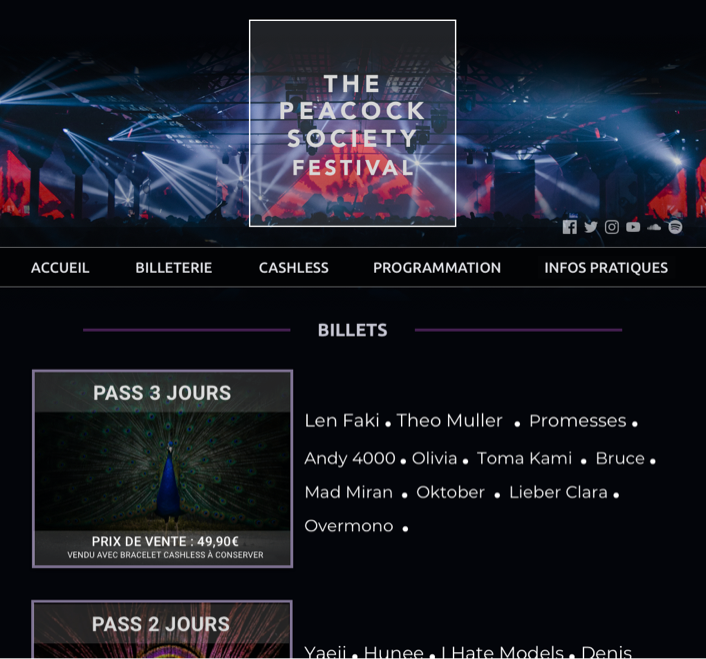 THE
PEACOCK
SOCIETY
FESTIVAL
ACCUEIL BILLETERIE CASHLESS PROGRAMMATION INFOS PRATIQUES
BILLETS
PASS 3 JOURS
PRIX DE VENTE : 49,90€
VENDU AVEC BRACELET CASHLESS À CONSERVER
Len Faki • Theo Muller • Promesses •
Andy 4000 • Olivia • Toma Kami • Bruce •
Mad Miran • Oktober • Lieber Clara •
Overmono •
PASS 2 JOURS
Yaeji • Hunee • I Hate Models • Denis